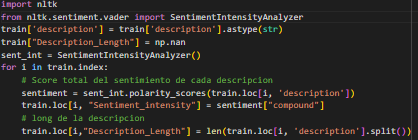 import nltk
from nltk.sentiment.vader import SentimentIntensityAnalyzer
train['description'] = train['description'].astype(str)
train["Description_Length"] = np.nan
sent_int = SentimentIntensityAnalyzer()
for i in train.index:
    # Score total del sentimiento de cada descripcion
    sentiment = sent_int.polarity_scores(train.loc[i, 'description'])
    train.loc[i, "Sentiment_intensity"] = sentiment["compound"]
    # long de la descripcion
    train.loc[i,"Description_Length"] = len(train.loc[i, 'description'].split())